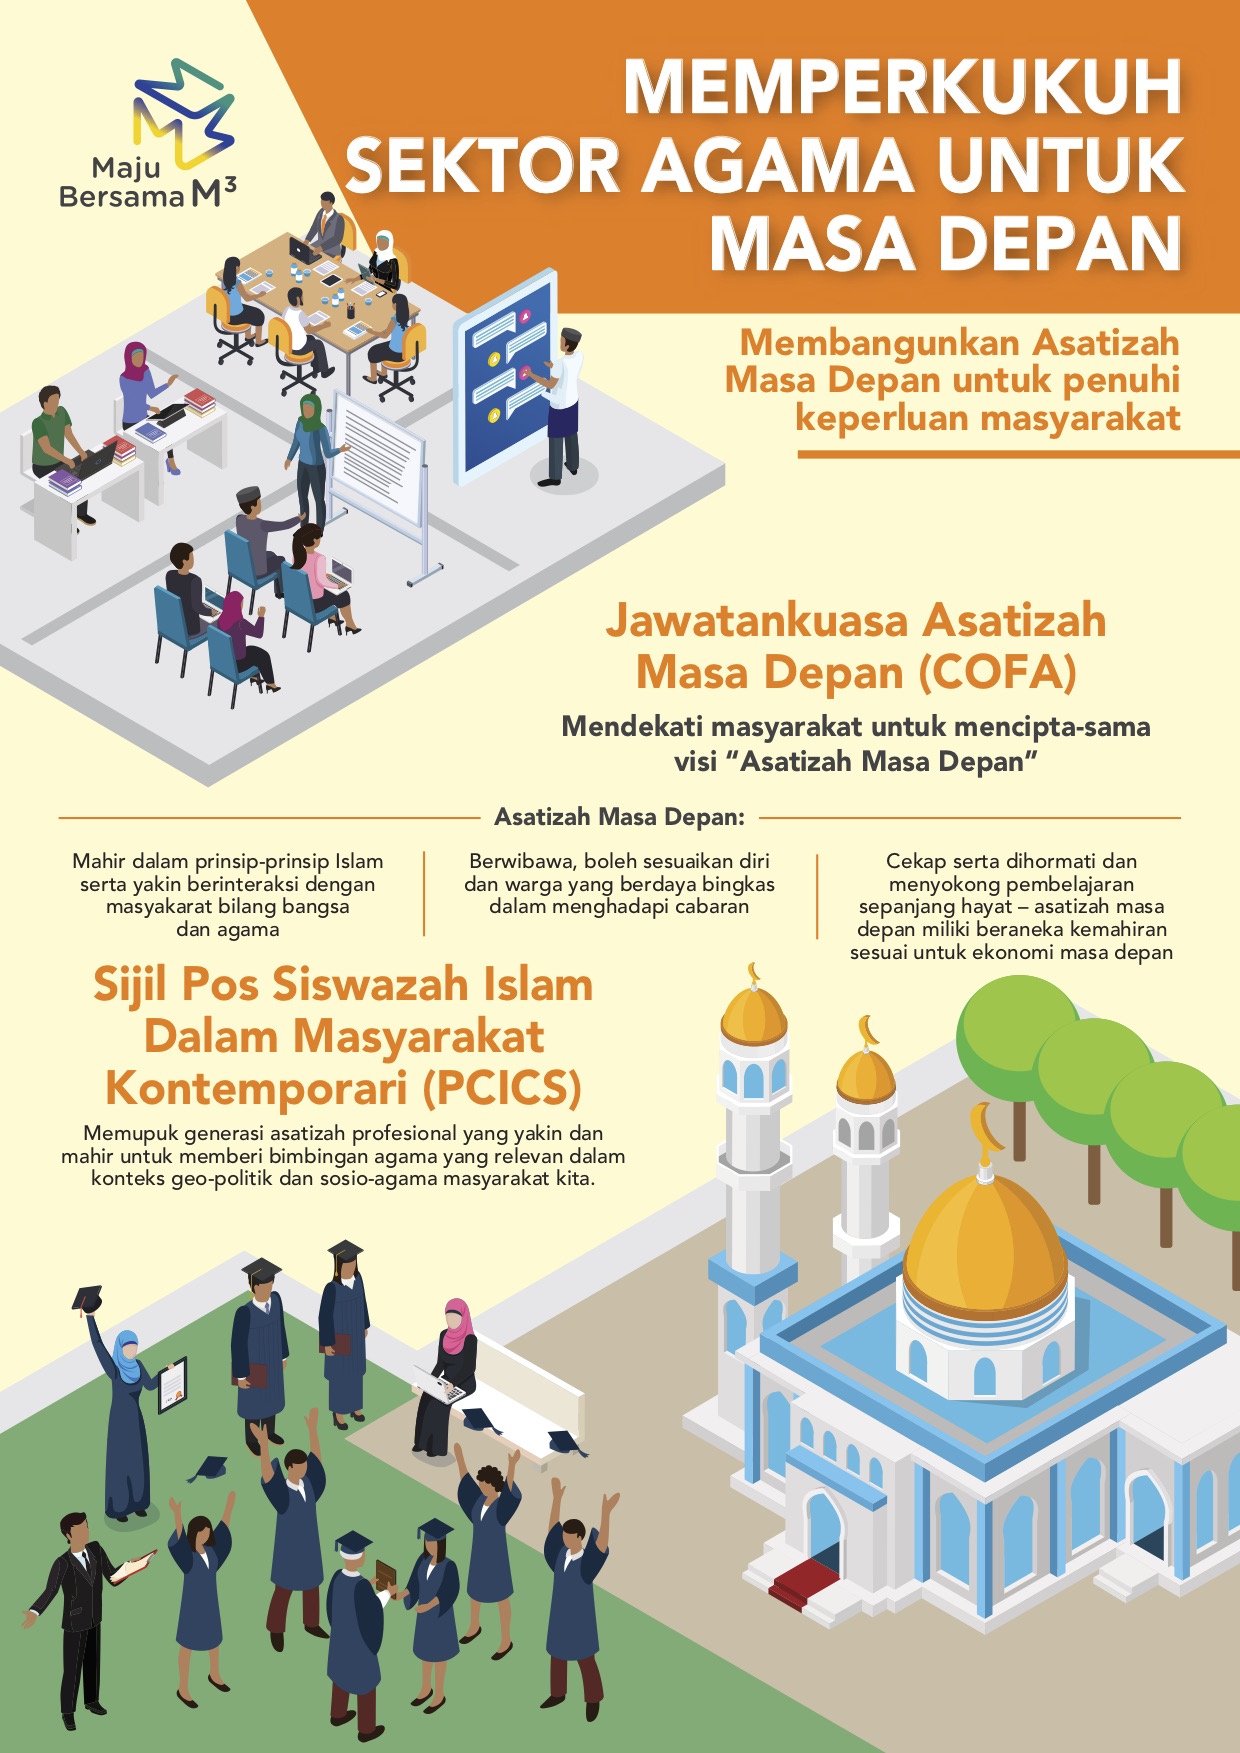 Maju
Bersama M³
MEMPERKUKUH
SEKTOR AGAMA UNTUK
MASA DEPAN
Membangunkan Asatizah
Masa Depan untuk penuhi
keperluan masyarakat
Jawatankuasa Asatizah
Masa Depan (COFA)
Mendekati masyarakat untuk mencipta-sama
visi “Asatizah Masa Depan”
Asatizah Masa Depan:
Mahir dalam prinsip-prinsip Islam
serta yakin berinteraksi dengan
masyakarat bilang bangsa
dan agama
Berwibawa, boleh sesuaikan diri
dan warga yang berdaya bingkas
dalam menghadapi cabaran
Cekap serta dihormati dan
menyokong pembelajaran
sepanjang hayat – asatizah masa
depan miliki beraneka kemahiran
sesuai untuk ekonomi masa depan
Sijil Pos Siswazah Islam
Dalam Masyarakat
Kontemporari (PCICS)
Memupuk generasi asatizah profesional yang yakin dan
mahir untuk memberi bimbingan agama yang relevan dalam
konteks geo-politik dan sosio-agama masyarakat kita.